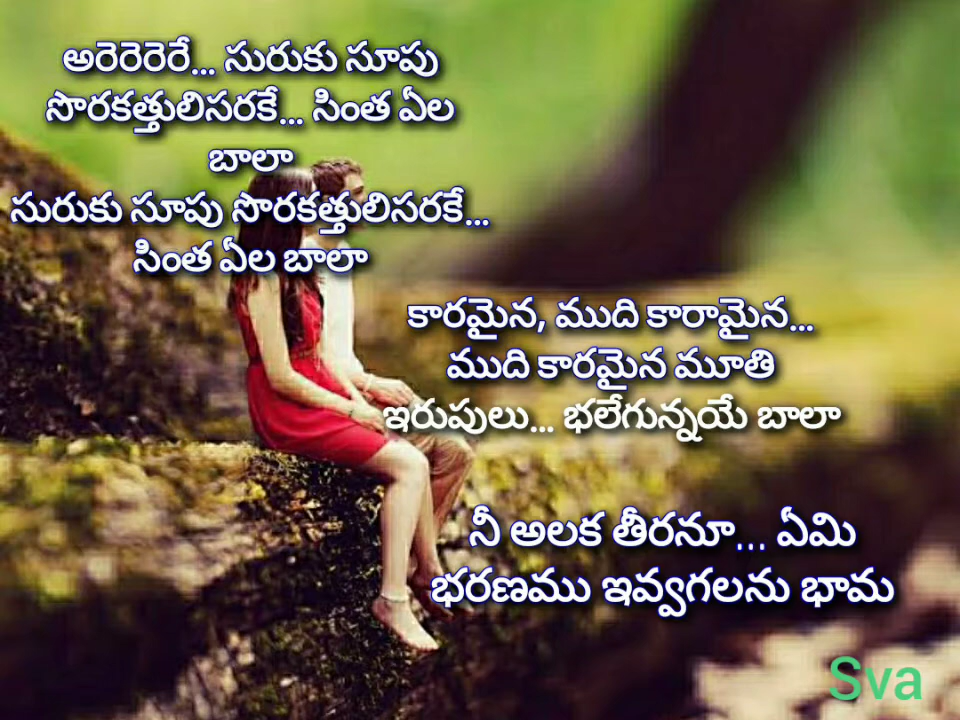 అరెరెరెరే... సురుకు సూపు
సొరకత్తులిసరకే... సింత ఏల
బాలా
సురుకు సూపు సొరకత్తులిసరకే...
సింత ఏల బాలా
కారమైన, ముది కారామైన...
ముది కారమైన మూతి
ఇరుపులు... భలేగున్నయే బాలా
నీ అలక తీరనూ... ఏమి
భరణము ఇవ్వగలను భామ
Sva